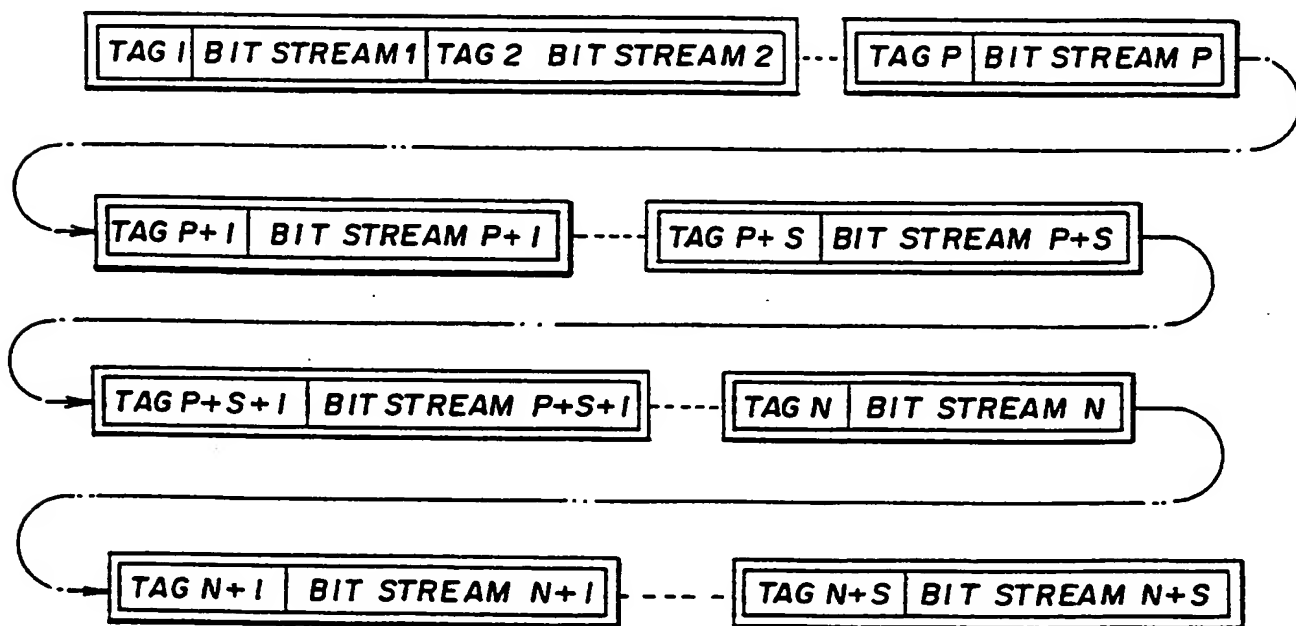 TAG 1 BIT STREAM 1 TAG 2 BIT STREAM 2 TAG P BIT STREAM P
TAG P+1 BIT STREAM P+1 TAG P+S BIT STREAM P+S
TAG P+S+1 BIT STREAM P+S+1 TAG N BIT STREAM N
TAG N+1 BIT STREAM N+1 TAG N+S BIT STREAM N+S